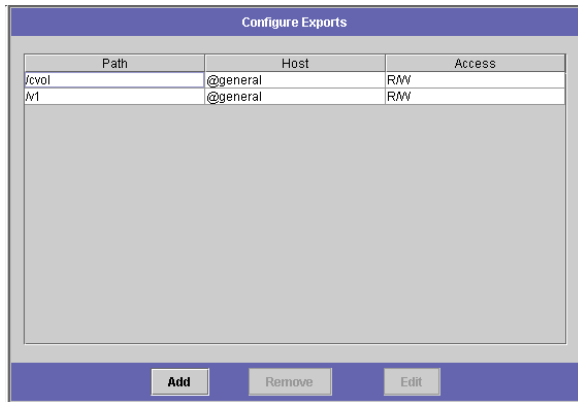 Configure Exports
Path Host Access
/cvol @general R/W
/v1 @general R/W
Add Remove Edit